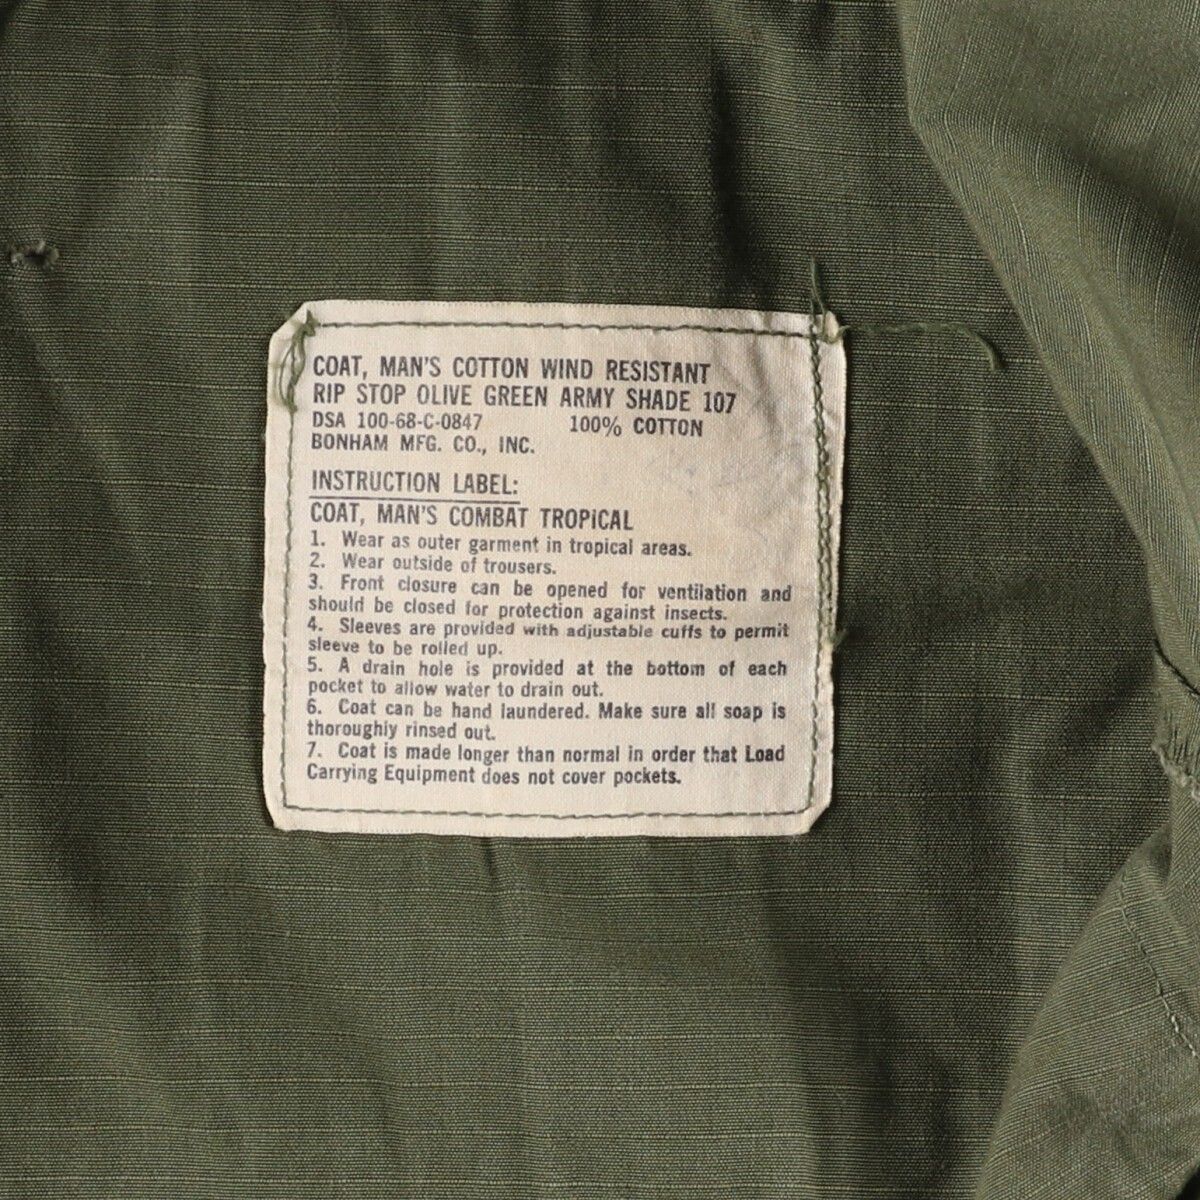 COAT, MAN'S COTTON WIND RESISTANT
RIP STOP OLIVE GREEN ARMY SHADE 107
DSA 100-68-C-0847 100% COTTON
BONHAM MFG. CO., INC.
INSTRUCTION LABEL:
COAT, MAN'S COMBAT TROPICAL
1. Wear as outer garment in tropical areas.
2. Wear outside of trousers.
3. Front closure can be opened for ventilation and
should be closed for protection against insects.
4. Sleeves are provided with adjustable cuffs to permit
sleeve to be rolled up.
5. A drain hole is provided at the bottom of each
pocket to allow water to drain out.
6. Coat can be hand laundered. Make sure all soap is
thoroughly rinsed out.
7. Coat is made longer than normal in order that Load
Carrying Equipment does not cover pockets.